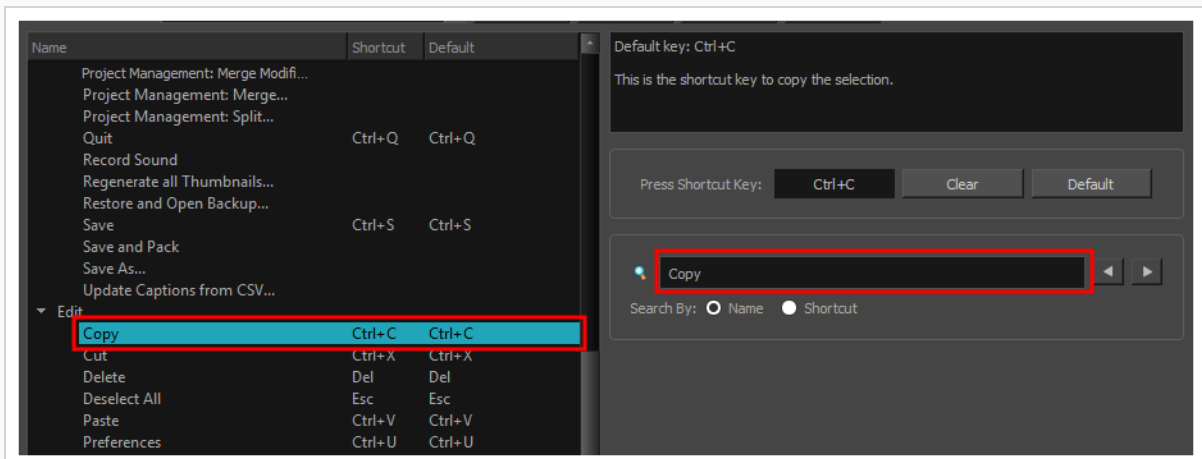 Name Shortcut Default
Project Management: Merge Modifi...
Project Management: Merge...
Project Management: Split...
Quit Ctrl+Q Ctrl+Q
Record Sound
Regenerate all Thumbnails...
Restore and Open Backup...
Save Ctrl+S Ctrl+S
Save and Pack
Save As...
Update Captions from CSV...
Edit
Copy Ctrl+C Ctrl+C
Cut Ctrl+X Ctrl+X
Delete Del Del
Deselect All Esc Esc
Paste Ctrl+V Ctrl+V
Preferences Ctrl+U Ctrl+U
Default key: Ctrl+C
This is the shortcut key to copy the selection.
Press Shortcut Key: Ctrl+C Clear Default
Copy
Search By: Name Shortcut